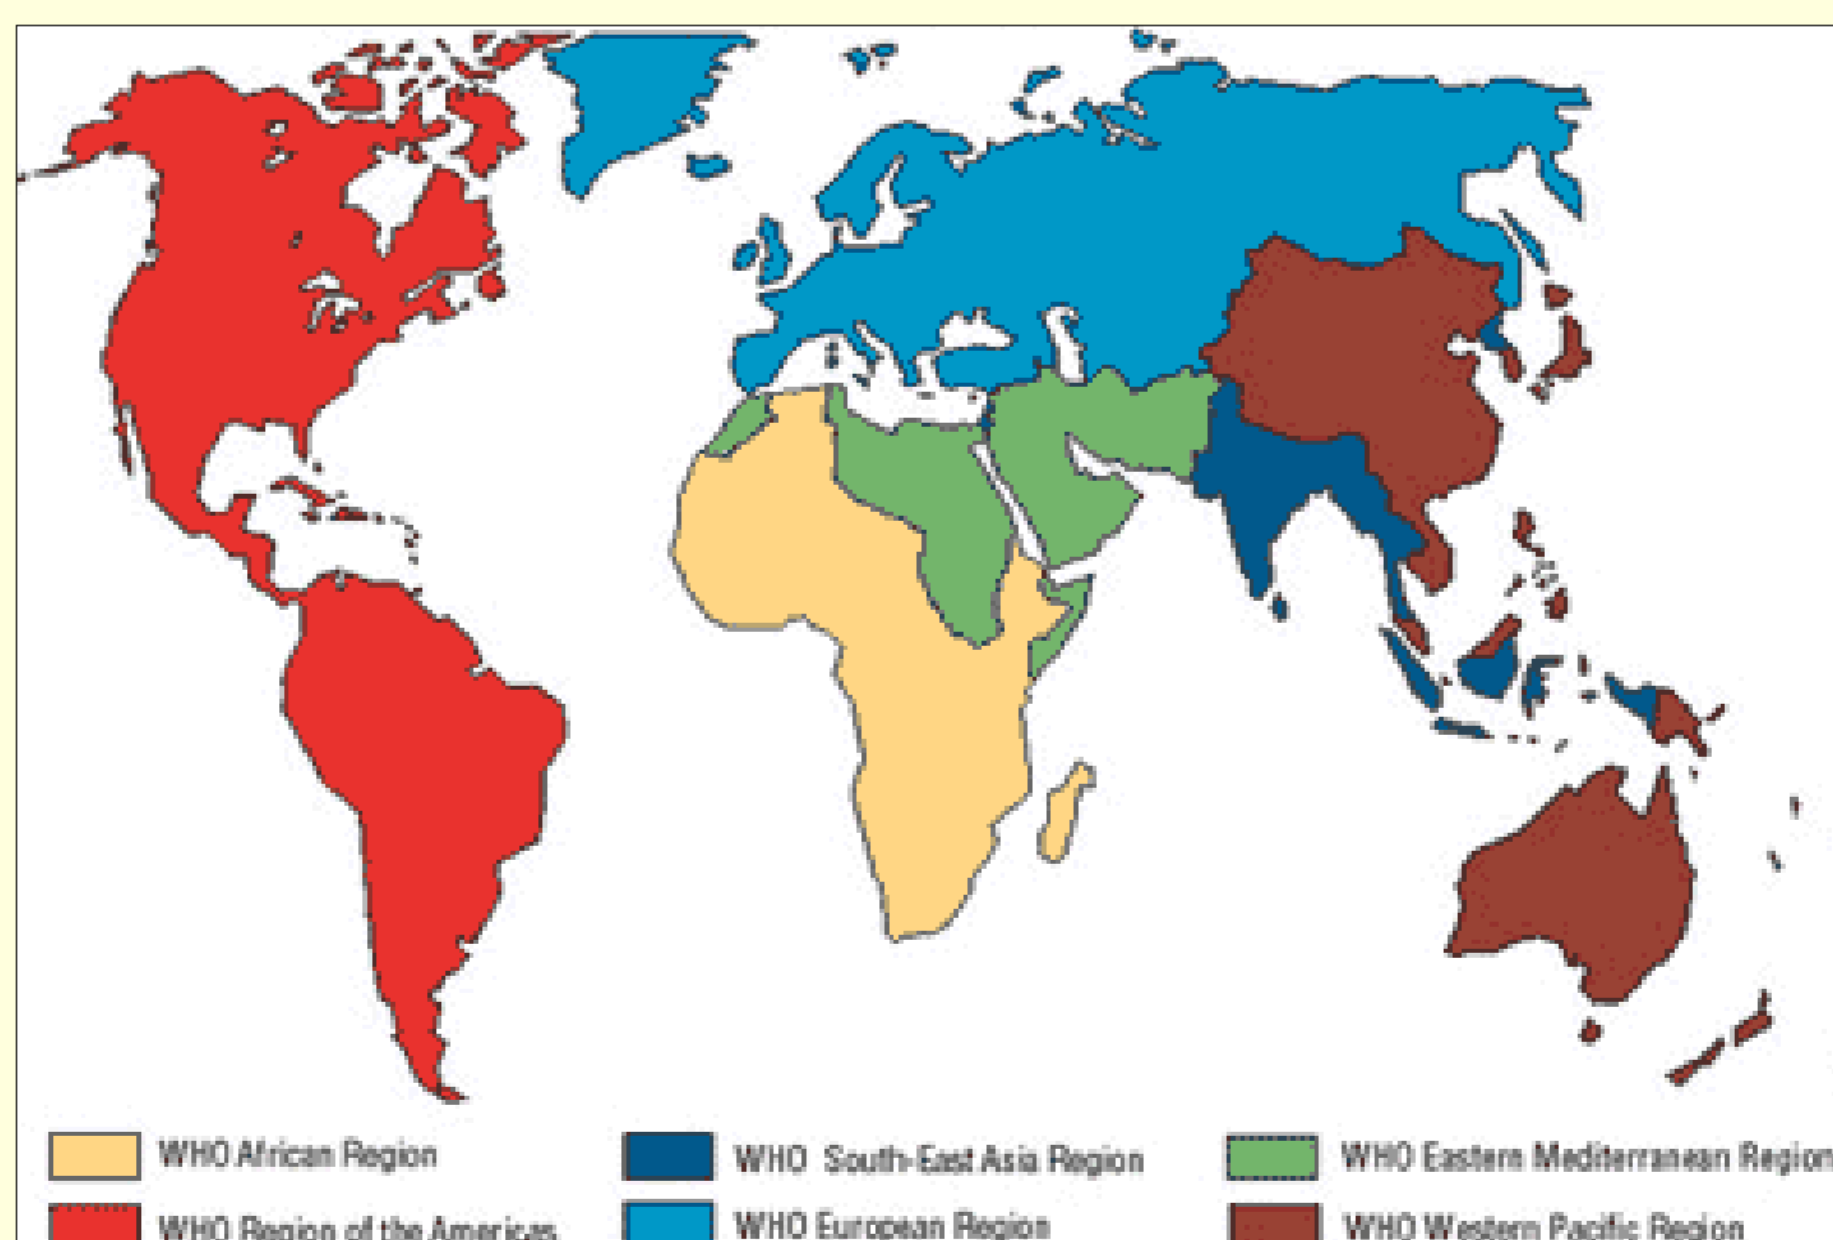 WHO African Region
WHO South-East Asia Region
WHO Eastern Mediterranean Region
WHO Region of the Americas
WHO European Region
WHO Western Pacific Region